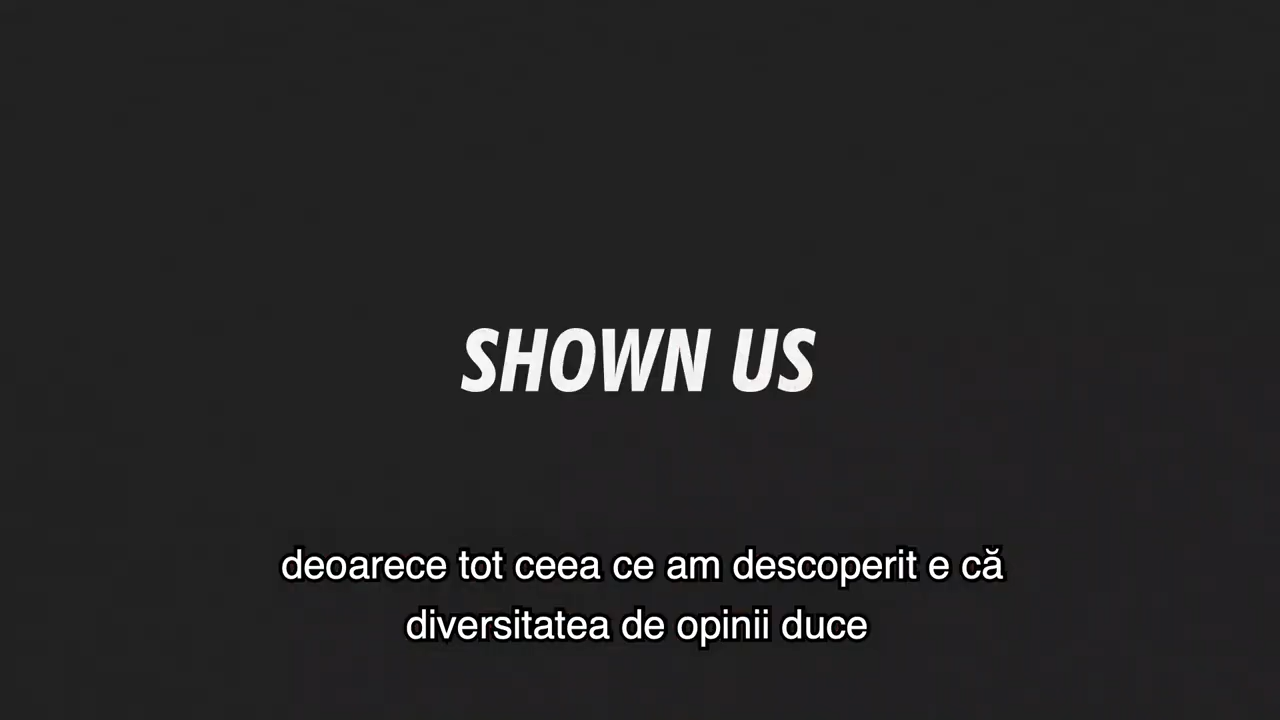 SHOWN US
deoarece tot ceea ce am descoperit e că
diversitatea de opinii duce